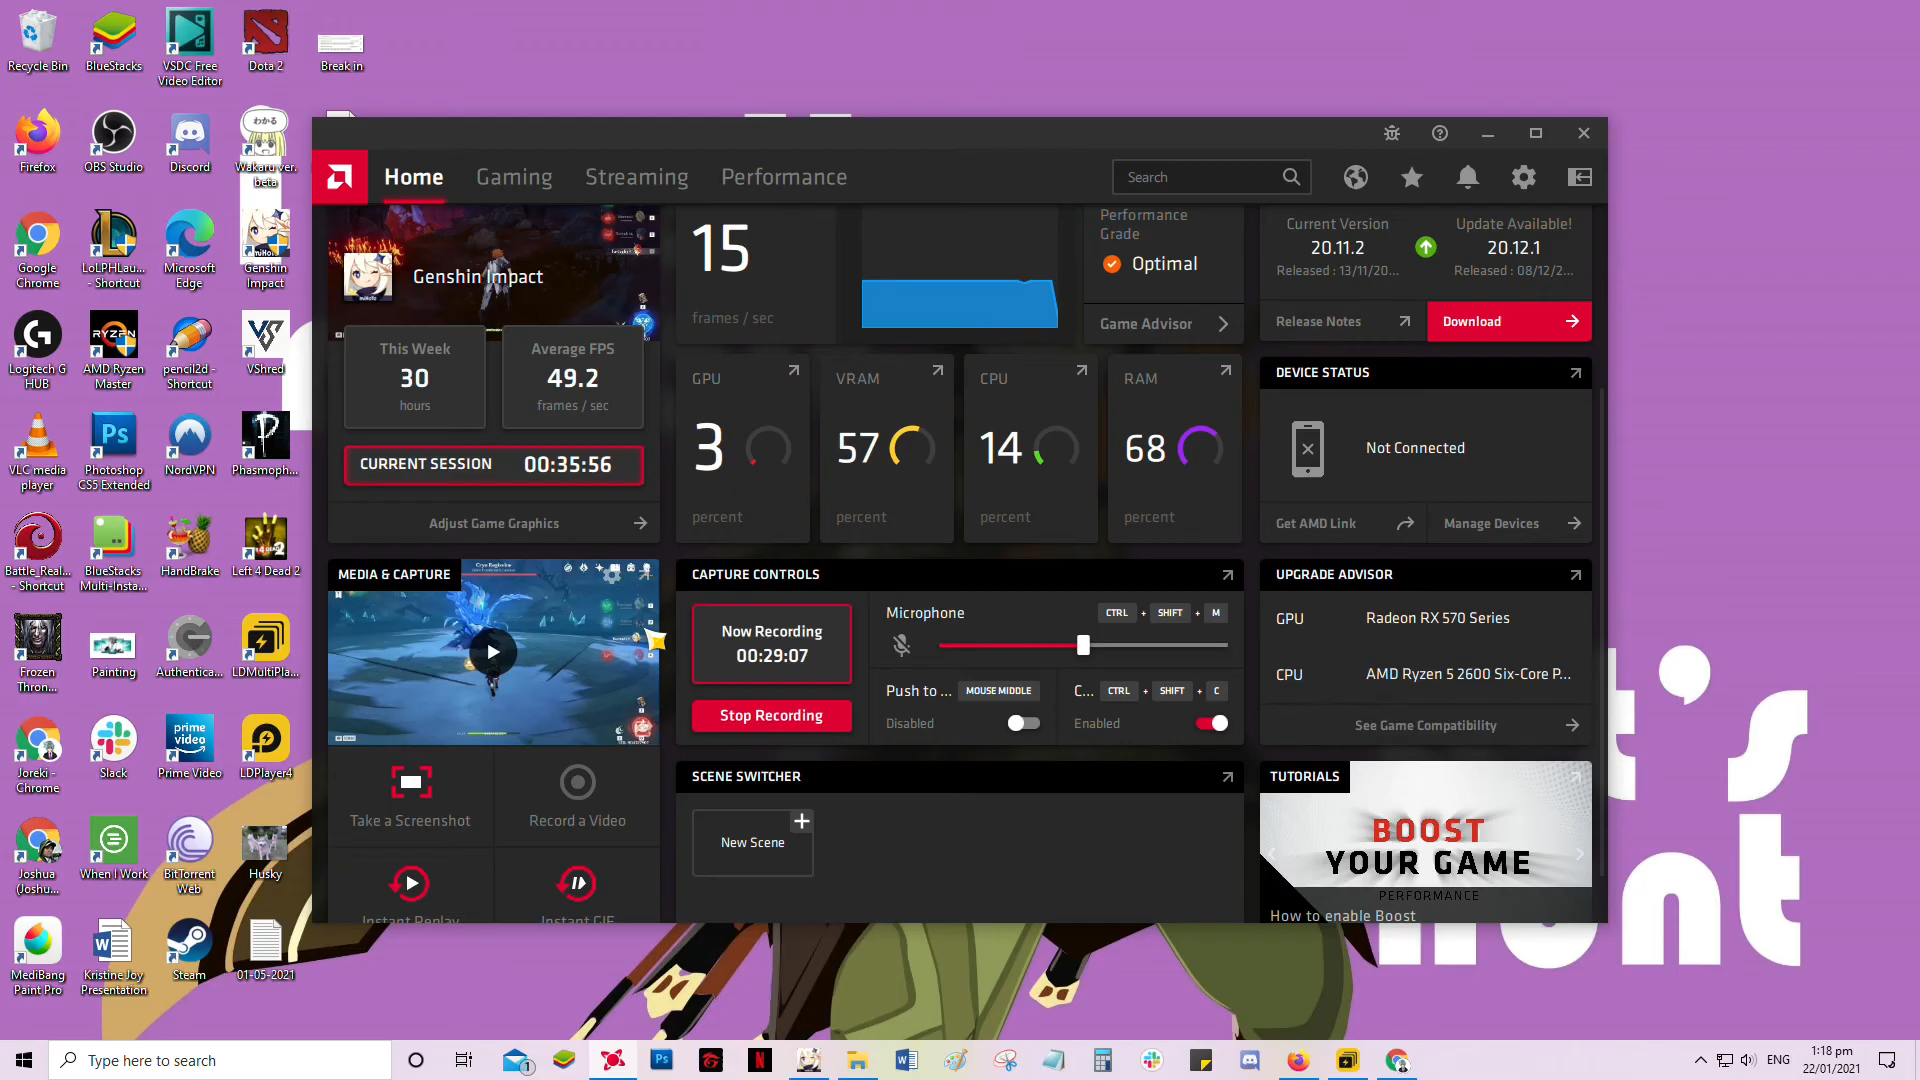 Recycle Bin
BlueStacks
VSDC Free
Video Editor
Dota 2
Break in
Firefox
OBS Studio
Discord
わかる
Wakaru ver.
beta
Google
Chrome
LoLPHLau...
- Shortcut
Microsoft
Edge
Genshin
Impact
Logitech G
HUB
RYZEN
AMD Ryzen
Master
pencil2d -
Shortcut
VShred
VLC media
player
Ps
Photoshop
CS5 Extended
NordVPN
Phasmoph...
Battle_Real...
- Shortcut
BlueStacks
Multi-Insta...
HandBrake
Left 4 Dead 2
Frozen
Thron...
Painting
Authentica...
LDMultiPla...
Joreki -
Chrome
Slack
prime
video
Prime Video
LDPlayer4
Joshua
(Joshu...
When I Work
BitTorrent
Web
Husky
MediBang
Paint Pro
Kristine Joy
Presentation
Steam
01-05-2021
Home
Gaming
Streaming
Performance
Search
Genshin Impact
This Week
30
hours
Average FPS
49.2
frames / sec
CURRENT SESSION
00:35:56
Adjust Game Graphics
15
frames / sec
Performance
Grade
Optimal
Game Advisor
Current Version
20.11.2
Released : 13/11/20...
Update Available!
20.12.1
Released : 08/12/2...
Release Notes
Download
GPU
3
percent
VRAM
57
percent
CPU
14
percent
RAM
68
percent
DEVICE STATUS
Not Connected
Get AMD Link
Manage Devices
MEDIA & CAPTURE
Take a Screenshot
Record a Video
Instant Replay
Instant GIF
CAPTURE CONTROLS
Now Recording
00:29:07
Stop Recording
Microphone
CTRL + SHIFT + M
Push to ...
MOUSE MIDDLE
Disabled
C...
CTRL + SHIFT + C
Enabled
SCENE SWITCHER
New Scene
UPGRADE ADVISOR
GPU
Radeon RX 570 Series
CPU
AMD Ryzen 5 2600 Six-Core P...
See Game Compatibility
TUTORIALS
BOOST
YOUR GAME
PERFORMANCE
How to enable Boost
Type here to search
ENG
1:18 pm
22/01/2021